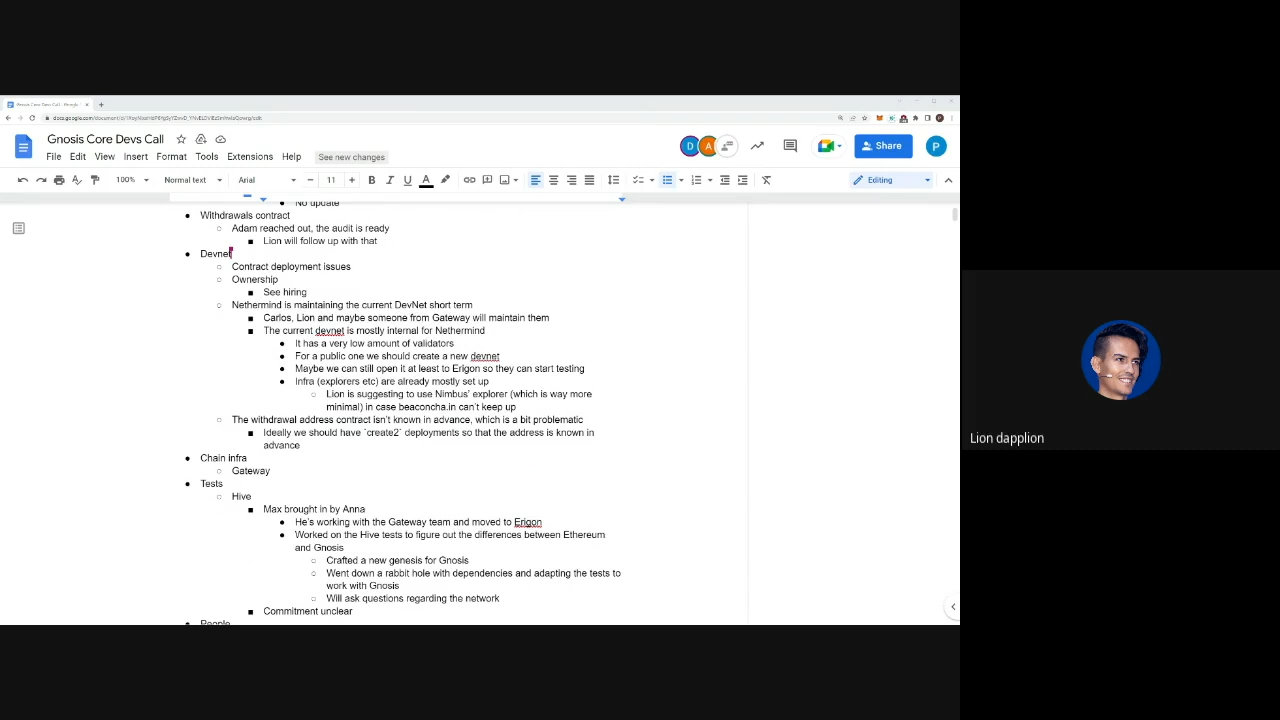 Gnosis Core Devs Call
File Edit View Insert Format Tools Extensions Help See new changes
D A Share P
100% Normal text Arial 11 B I U A Editing
No update
Withdrawals contract
Adam reached out, the audit is ready
Lion will follow up with that
Devnet
Contract deployment issues
Ownership
See hiring
Nethermind is maintaining the current DevNet short term
Carlos, Lion and maybe someone from Gateway will maintain them
The current devnet is mostly internal for Nethermind
It has a very low amount of validators
For a public one we should create a new devnet
Maybe we can still open it at least to Erigon so they can start testing
Infra (explorers etc) are already mostly set up
Lion is suggesting to use Nimbus' explorer (which is way more
minimal) in case beaconcha.in can't keep up
The withdrawal address contract isn't known in advance, which is a bit problematic
Ideally we should have `create2` deployments so that the address is known in
advance
Chain infra
Gateway
Tests
Hive
Max brought in by Anna
He's working with the Gateway team and moved to Erigon
Worked on the Hive tests to figure out the differences between Ethereum
and Gnosis
Crafted a new genesis for Gnosis
Went down a rabbit hole with dependencies and adapting the tests to
work with Gnosis
Will ask questions regarding the network
Commitment unclear
People
Lion dapplion